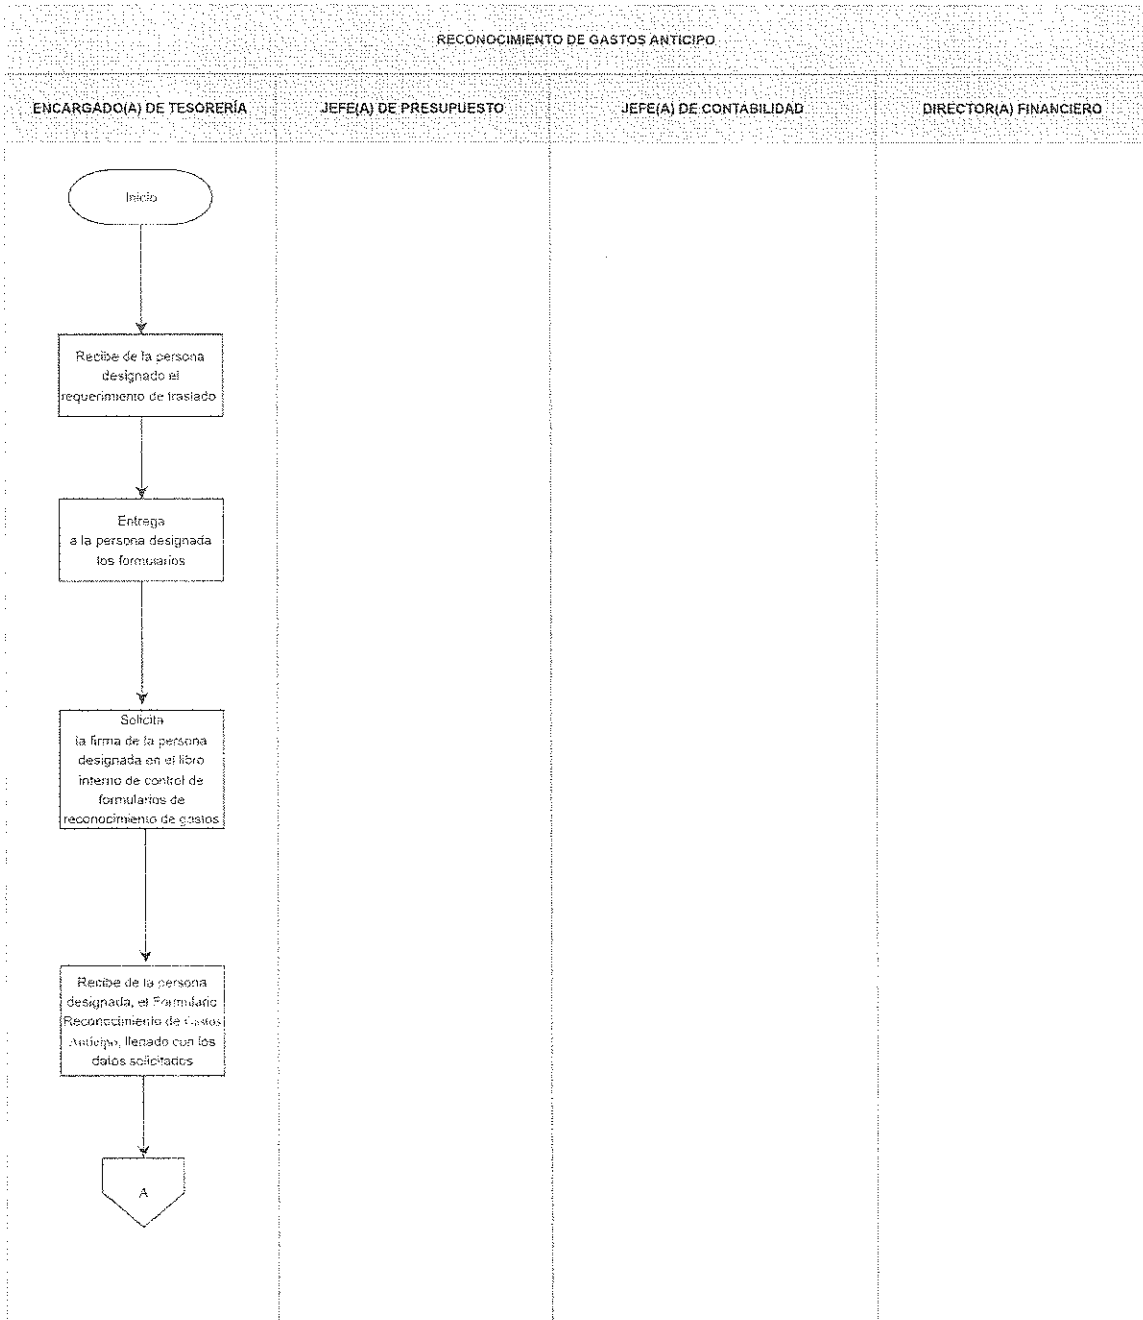 RECONOCIMIENTO DE GASTOS ANTICIPO
ENCARGADO(A) DE TESORERÍA
JEFE(A) DE PRESUPUESTO
JEFE(A) DE CONTABILIDAD
DIRECTOR(A) FINANCIERO
Inicio
Recibe de la persona
designado el
requerimiento de traslado
Entrega
a la persona designada
los formularios
Solicita
la firma de la persona
designada en el libro
interno de control de
formularios de
reconocimiento de gastos
Recibe de la persona
designada, el Formulario
Reconocimiento de Gastos
Anticipo, llenado con los
datos solicitados
A